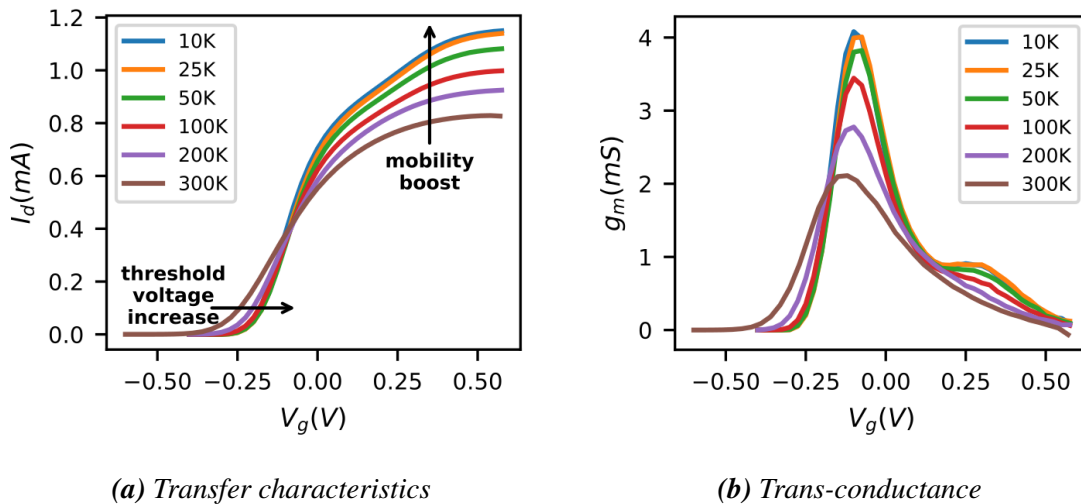 1.2
1.0
0.8
0.6
0.4
0.2
0.0
I_d(mA)
10K
25K
50K
100K
200K
300K
mobility
boost
threshold
voltage
increase
−0.50 −0.25 0.00 0.25 0.50
V_g(V)
(a) Transfer characteristics
4
3
2
1
0
g_m(mS)
10K
25K
50K
100K
200K
300K
−0.50 −0.25 0.00 0.25 0.50
V_g(V)
(b) Trans-conductance